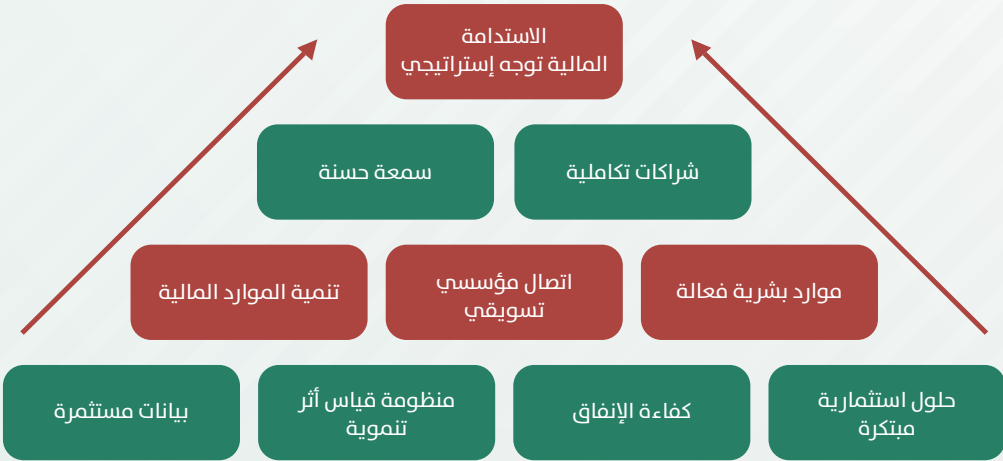 الاستدامة
المالية توجه إستراتيجي
شراكات تكاملية
سمعة حسنة
موارد بشرية فعالة
اتصال مؤسسي
تسويقي
تنمية الموارد المالية
حلول استثمارية
مبتكرة
كفاءة الإنفاق
منظومة قياس أثر
تنموية
بيانات مستثمرة